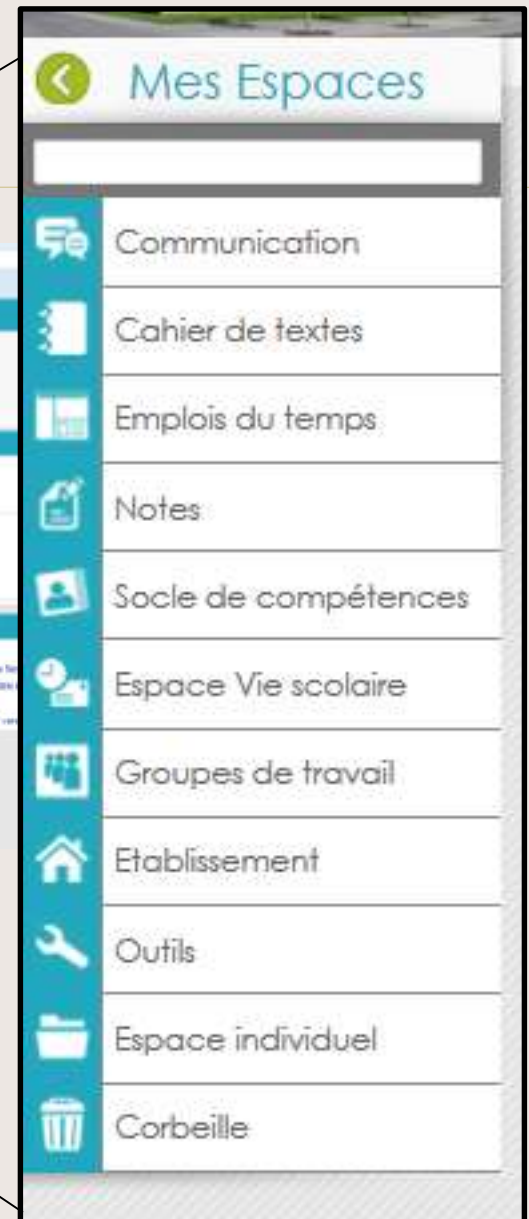 Mes Espaces
Communication
Cahier de textes
Emplois du temps
Notes
Socle de compétences
Espace Vie scolaire
Groupes de travail
Etablissement
Outils
Espace individuel
Corbeille